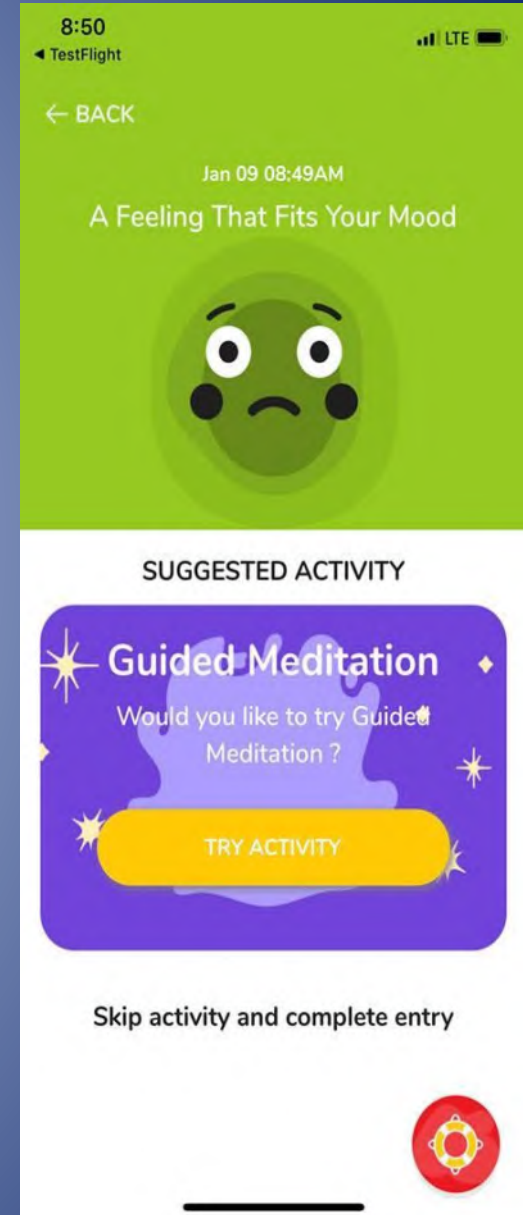 8:50
LTE
◄ TestFlight
← BACK
Jan 09 08:49AM
A Feeling That Fits Your Mood
SUGGESTED ACTIVITY
Guided Meditation
Would you like to try Guided
Meditation ?
TRY ACTIVITY
Skip activity and complete entry